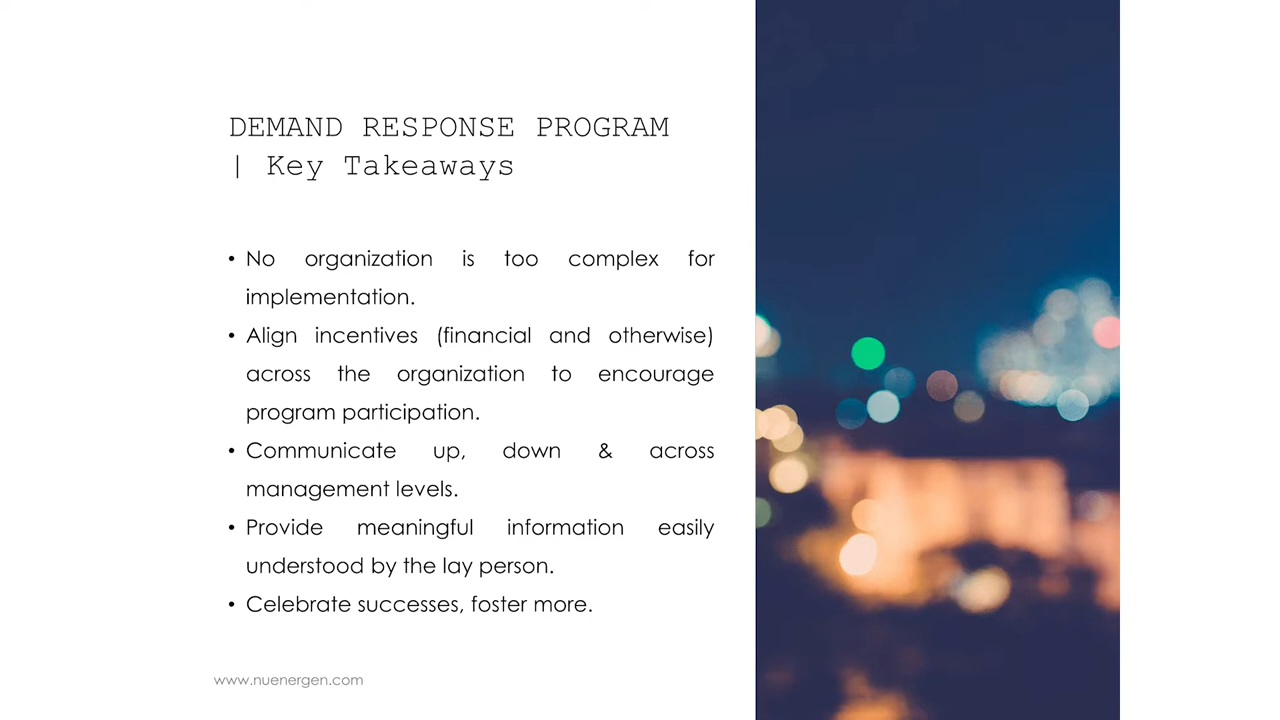 DEMAND RESPONSE PROGRAM
| Key Takeaways
• No organization is too complex for
implementation.
• Align incentives (financial and otherwise)
across the organization to encourage
program participation.
• Communicate up, down & across
management levels.
• Provide meaningful information easily
understood by the lay person.
• Celebrate successes, foster more.
www.nuenergen.com